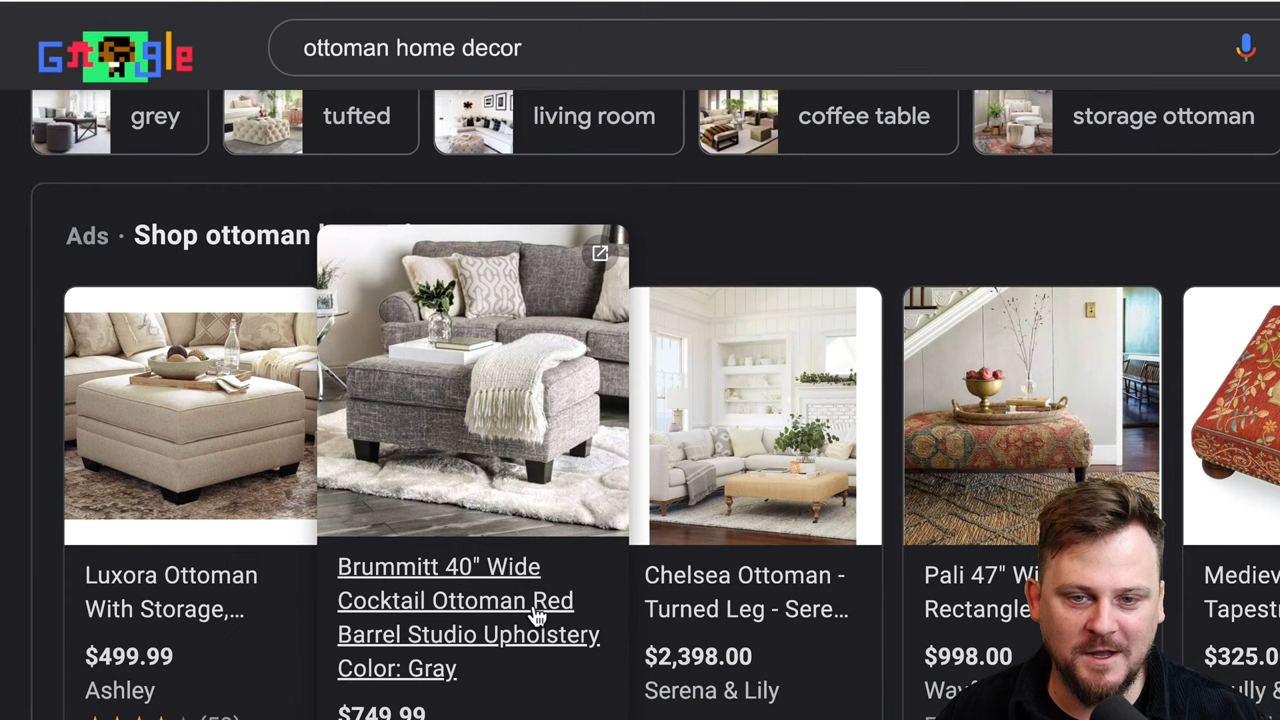 Google
ottoman home decor
grey
tufted
living room
coffee table
storage ottoman
Ads · Shop ottoman
Luxora Ottoman
With Storage,...
$499.99
Ashley
Brummitt 40" Wide
Cocktail Ottoman Red
Barrel Studio Upholstery
Color: Gray
$749.99
Chelsea Ottoman -
Turned Leg - Sere...
$2,398.00
Serena & Lily
Pali 47"
Rectangle
$998.00
$325.0